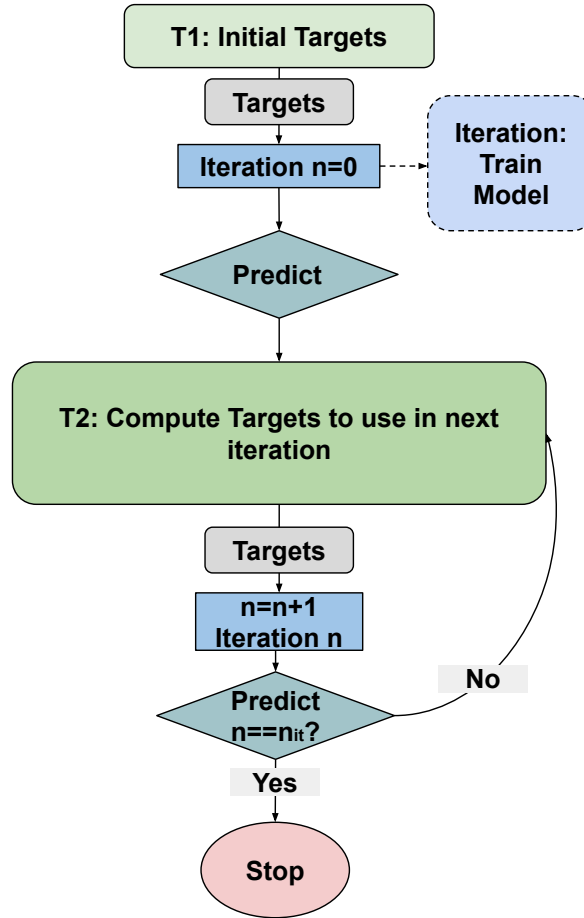 T1: Initial Targets
Targets
Iteration n=0
Iteration:
Train
Model
Predict
T2: Compute Targets to use in next
iteration
Targets
n=n+1
Iteration n
Predict
n==nit?
No
Yes
Stop